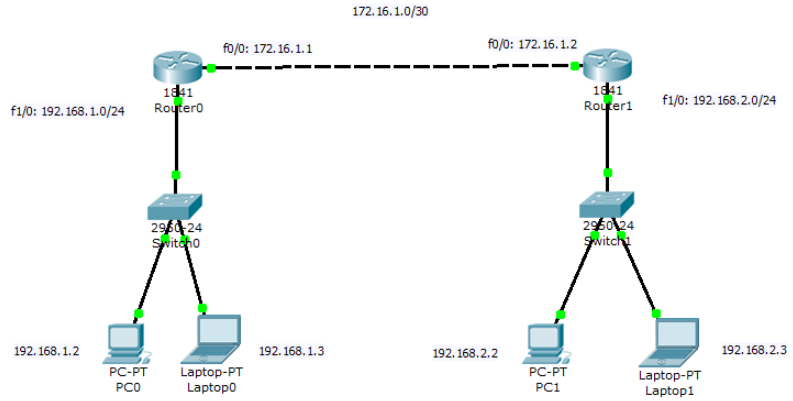 172.16.1.0/30
f0/0: 172.16.1.1
f0/0: 172.16.1.2
1841
Router0
1841
Router1
f1/0: 192.168.1.0/24
f1/0: 192.168.2.0/24
2950-24
Switch0
2950-24
Switch1
192.168.1.2
PC-PT
PC0
Laptop-PT
Laptop0
192.168.1.3
192.168.2.2
PC-PT
PC1
Laptop-PT
Laptop1
192.168.2.3